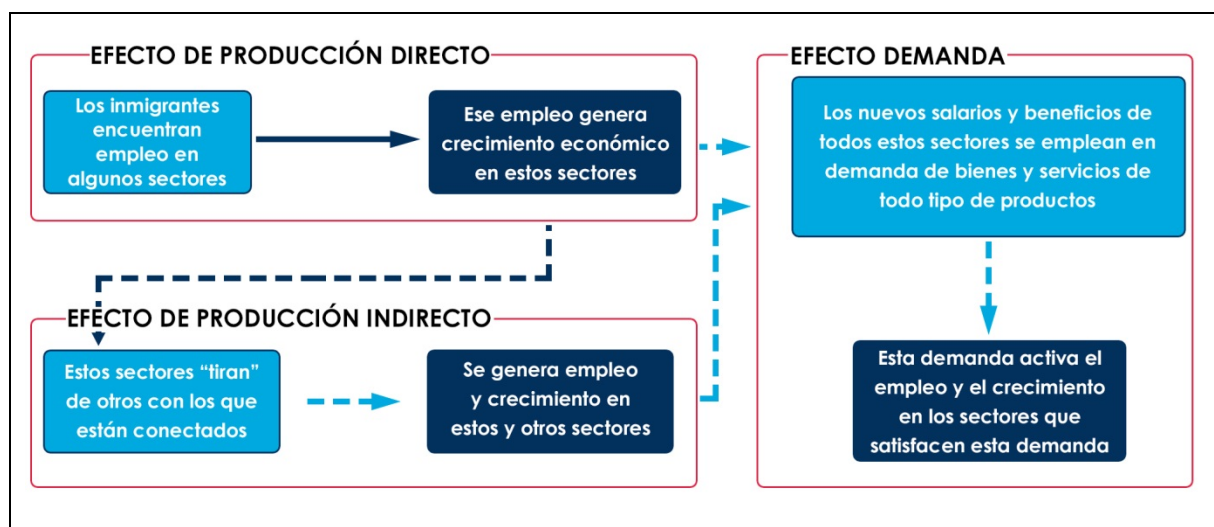 EFECTO DE PRODUCCIÓN DIRECTO
Los inmigrantes
encuentran
empleo en
algunos sectores
Ese empleo genera
crecimiento económico
en estos sectores
EFECTO DE PRODUCCIÓN INDIRECTO
Estos sectores “tiran”
de otros con los que
están conectados
Se genera empleo
y crecimiento en
estos y otros sectores
EFECTO DEMANDA
Los nuevos salarios y beneficios de
todos estos sectores se emplean en
demanda de bienes y servicios de
todo tipo de productos
Esta demanda activa el
empleo y el crecimiento
en los sectores que
satisfacen esta demanda